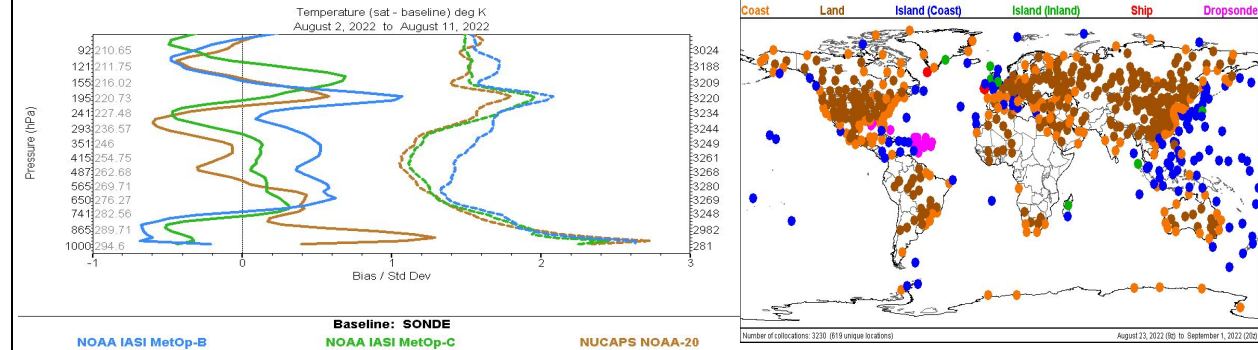 Temperature (sat - baseline) deg K
August 2, 2022 to August 11, 2022
Pressure (hPa)
92 210.65 3024
121 211.75 3188
155 216.02 3209
195 220.73 3220
241 227.48 3234
293 236.57 3244
351 246 3249
415 254.75 3261
487 262.68 3268
565 269.71 3280
650 276.27 3269
741 282.56 3248
865 289.71 2982
1000 294.6 281
-1 0 1 2 3
Bias / Std Dev
Baseline: SONDE
NOAA IASI MetOp-B NOAA IASI MetOp-C NUCAPS NOAA-20
Coast Land Island (Coast) Island (Inland) Ship Dropsonde
Number of collocations: 3230 (619 unique locations) August 23, 2022 (9z) to September 1, 2022 (20z)